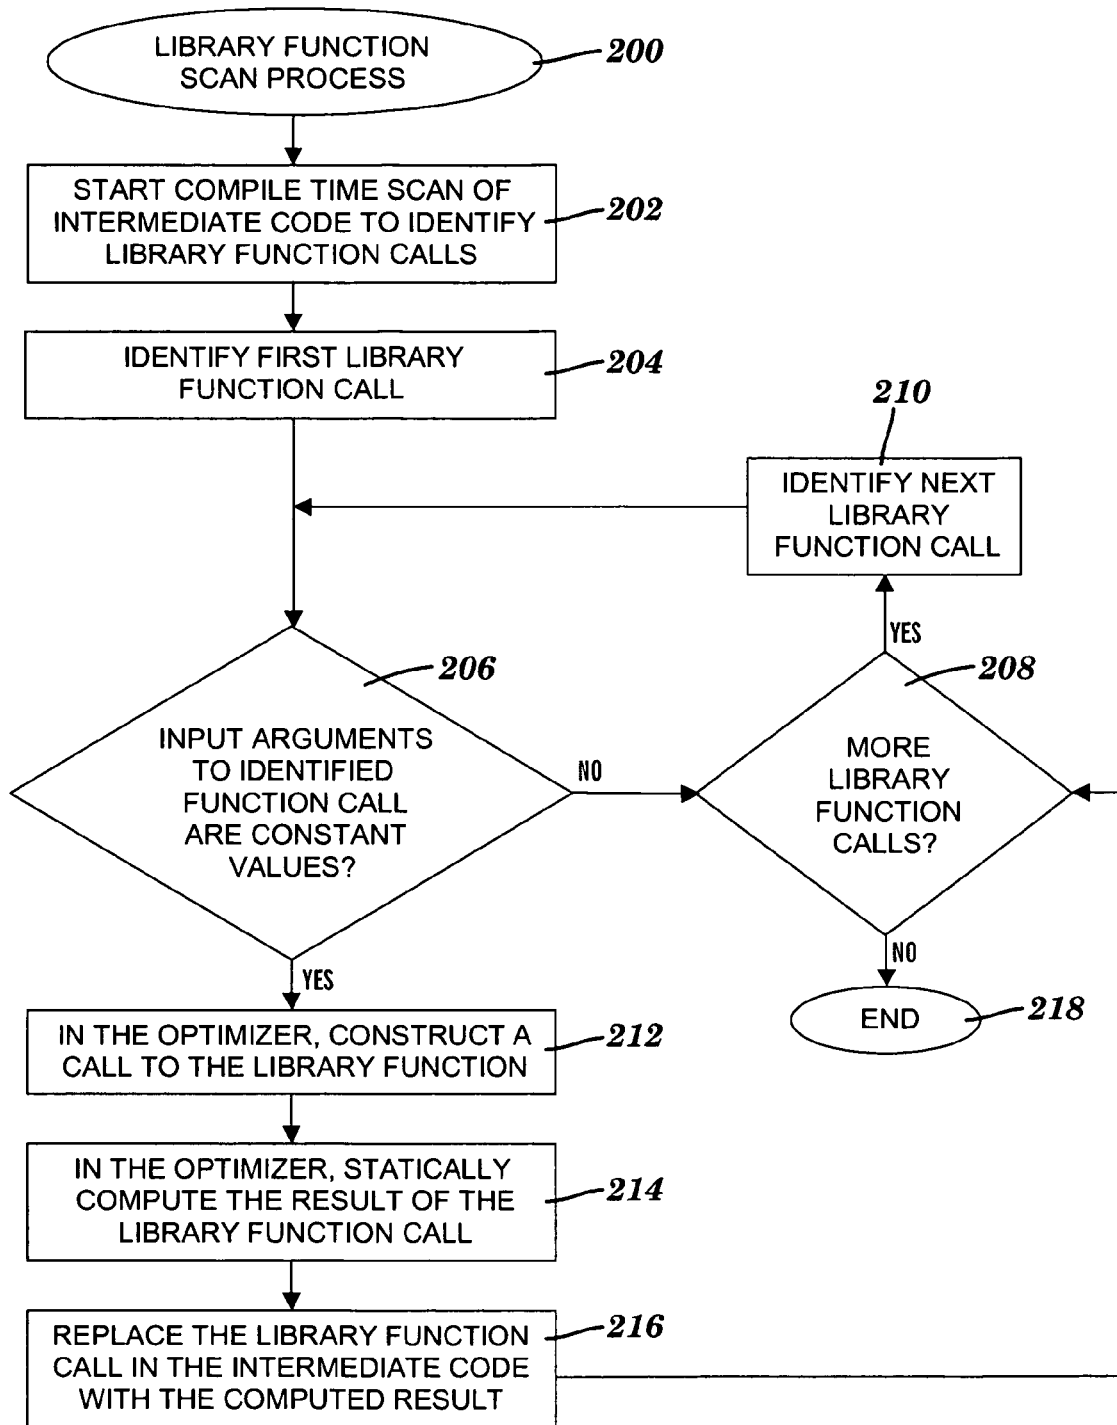 LIBRARY FUNCTION
SCAN PROCESS
200
START COMPILE TIME SCAN OF
INTERMEDIATE CODE TO IDENTIFY
LIBRARY FUNCTION CALLS
202
IDENTIFY FIRST LIBRARY
FUNCTION CALL
204
210
IDENTIFY NEXT
LIBRARY
FUNCTION CALL
YES
206
INPUT ARGUMENTS
TO IDENTIFIED
FUNCTION CALL
ARE CONSTANT
VALUES?
NO
208
MORE
LIBRARY
FUNCTION
CALLS?
YES
NO
IN THE OPTIMIZER, CONSTRUCT A
CALL TO THE LIBRARY FUNCTION
212
END
218
IN THE OPTIMIZER, STATICALLY
COMPUTE THE RESULT OF THE
LIBRARY FUNCTION CALL
214
REPLACE THE LIBRARY FUNCTION
CALL IN THE INTERMEDIATE CODE
WITH THE COMPUTED RESULT
216